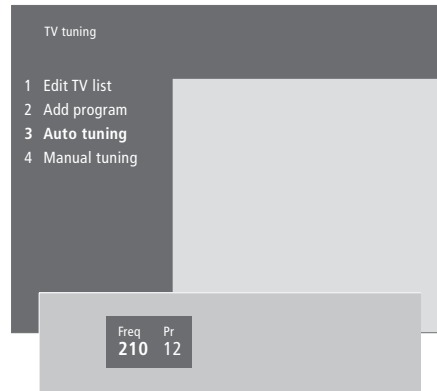 TV tuning
1 Edit TV list
2 Add program
3 Auto tuning
4 Manual tuning
Freq Pr
210 12